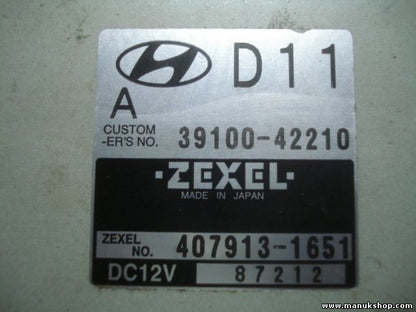 D11
A
CUSTOM
-ER'S NO. 39100-42210
·ZEXEL·
MADE IN JAPAN
ZEXEL
NO. 407913-1651
DC12V 87212
www.manukshop.com